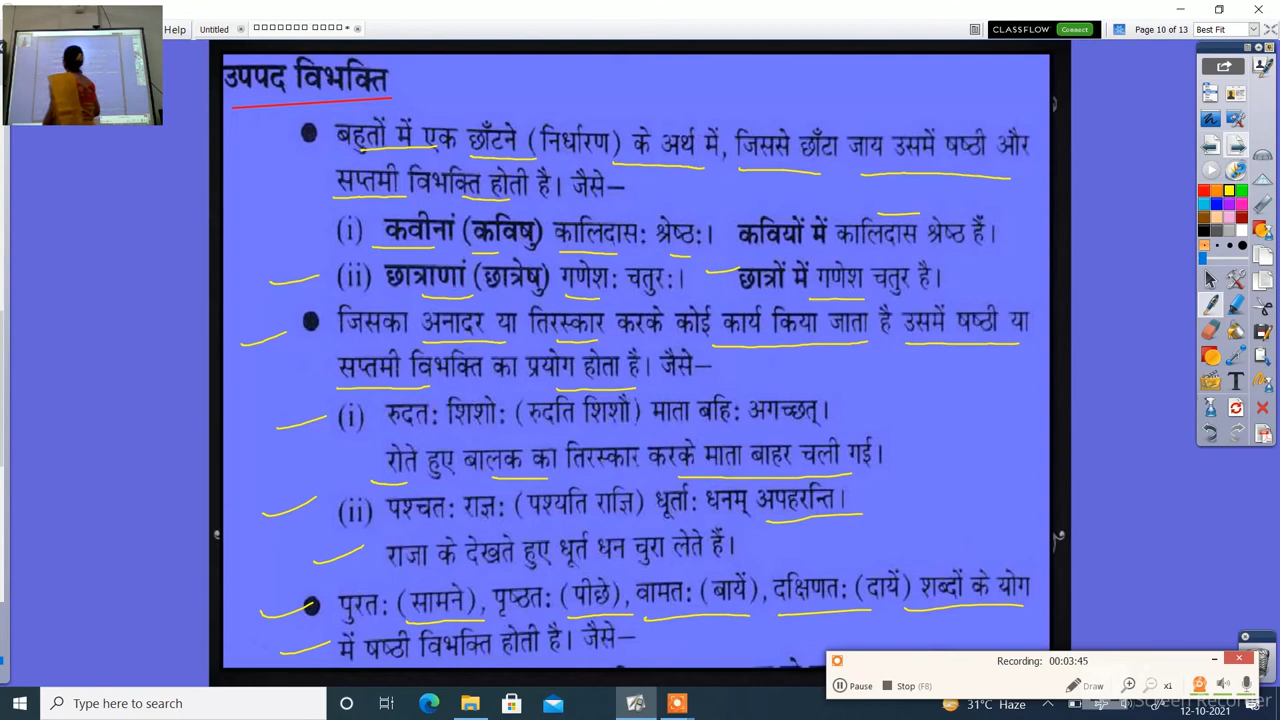 Help
Untitled
CLASSFLOW Connect
Page 10 of 13
Best Fit
उपपद विभक्ति
बहुतों में एक छाँटने (निर्धारण) के अर्थ में, जिससे छाँटा जाय उसमें षष्ठी और
सप्तमी विभक्ति होती है। जैसे–
(i) कवीनां (कविषु) कालिदास: श्रेष्ठ:। कवियों में कालिदास श्रेष्ठ हैं।
(ii) छात्राणां (छात्रेषु) गणेश: चतुर:। छात्रों में गणेश चतुर है।
जिसका अनादर या तिरस्कार करके कोई कार्य किया जाता है उसमें षष्ठी या
सप्तमी विभक्ति का प्रयोग होता है। जैसे–
(i) रुदत: शिशो: (रुदति शिशौ) माता बहि: अगच्छत्।
रोते हुए बालक का तिरस्कार करके माता बाहर चली गई।
(ii) पश्चत: राज्ञ: (पश्यति राज्ञि) धूर्ता: धनम् अपहरन्ति।
राजा के देखते हुए धूर्त धन चुरा लेते हैं।
पुरत: (सामने), पृष्ठत: (पीछे), वामत: (बायें), दक्षिणत: (दायें) शब्दों के योग
में षष्ठी विभक्ति होती है। जैसे–
Recording: 00:03:45
Pause Stop (F8) Draw x1
Screen Recorder
Type here to search
31°C Haze
12-10-2021